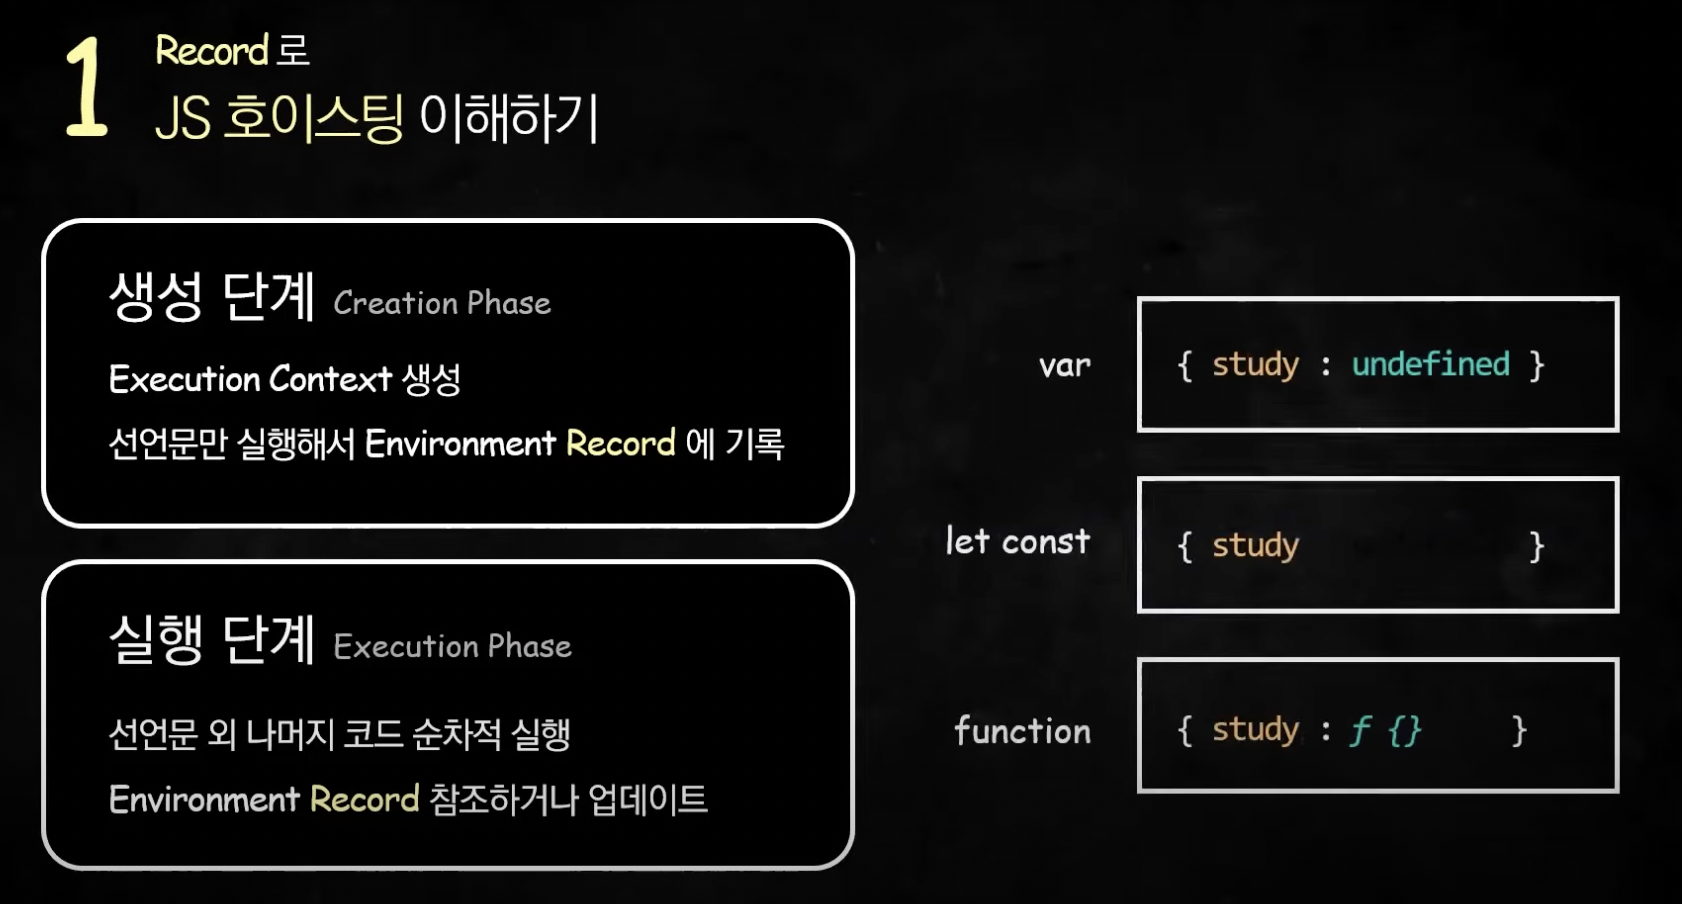 1
Record 로
JS 호이스팅 이해하기
생성 단계 Creation Phase
Execution Context 생성
선언문만 실행해서 Environment Record 에 기록
실행 단계 Execution Phase
선언문 외 나머지 코드 순차적 실행
Environment Record 참조하거나 업데이트
var { study : undefined }
let const { study }
function { study : f {} }